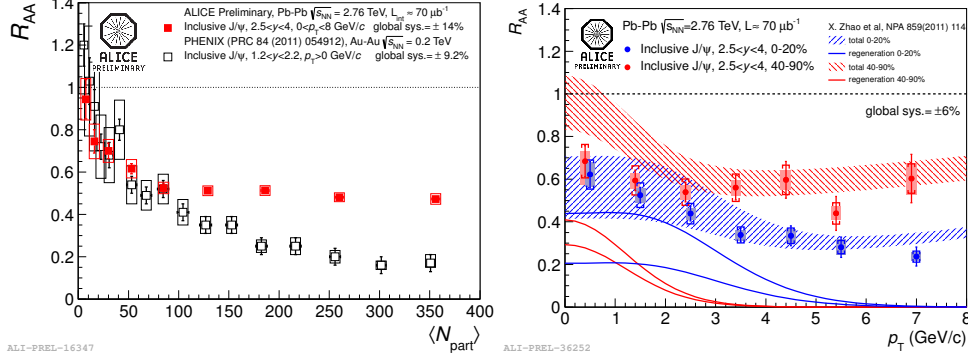 R_AA
ALICE Preliminary, Pb-Pb √s_NN = 2.76 TeV, L_int ≈ 70 μb⁻¹
Inclusive J/ψ, 2.5<y<4, 0<p_T<8 GeV/c global sys.= ± 14%
PHENIX (PRC 84 (2011) 054912), Au-Au √s_NN = 0.2 TeV
Inclusive J/ψ, 1.2<y<2.2, p_T>0 GeV/c global sys.= ± 9.2%
ALICE
PRELIMINARY
1.4
1.2
1
0.8
0.6
0.4
0.2
0
0 50 100 150 200 250 300 350 400
⟨N_part⟩
ALI-PREL-16347
R_AA
Pb-Pb √s_NN=2.76 TeV, L≈ 70 μb⁻¹
Inclusive J/ψ, 2.5<y<4, 0-20%
Inclusive J/ψ, 2.5<y<4, 40-90%
ALICE
PRELIMINARY
X. Zhao et al, NPA 859(2011) 114
total 0-20%
regeneration 0-20%
total 40-90%
regeneration 40-90%
global sys.= ±6%
1.4
1.2
1
0.8
0.6
0.4
0.2
0
0 1 2 3 4 5 6 7 8
p_T (GeV/c)
ALI-PREL-36252